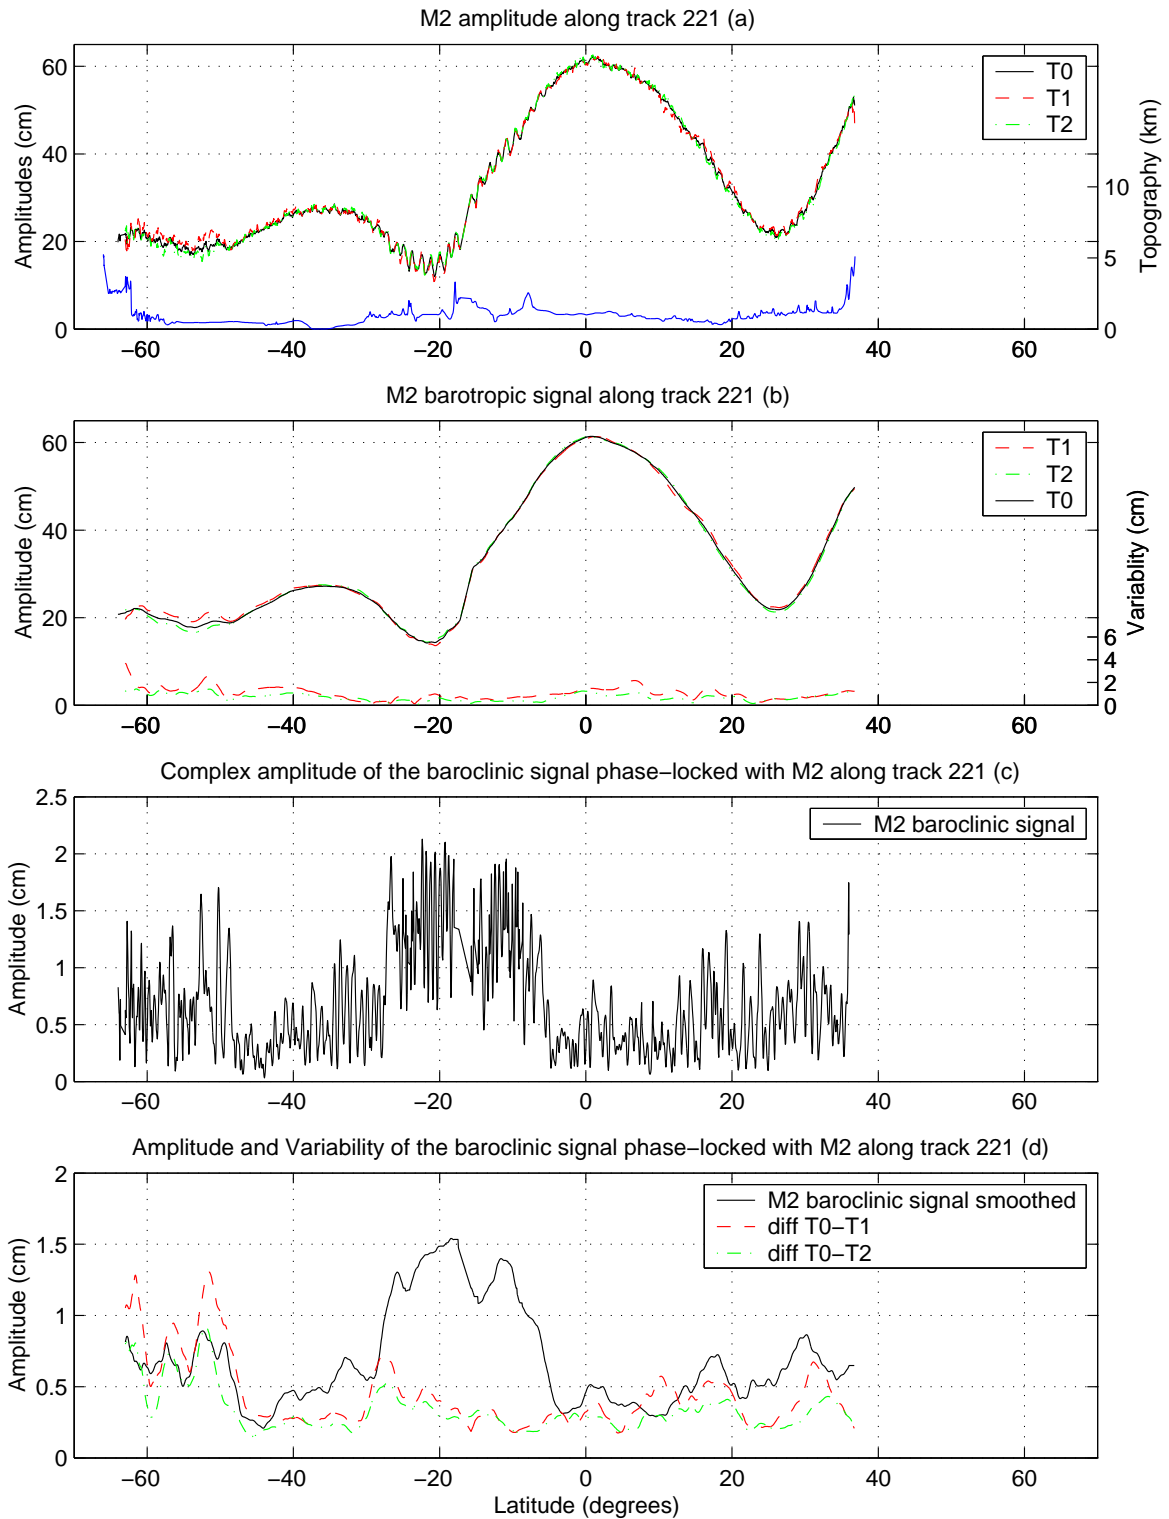 M2 amplitude along track 221 (a)
Amplitudes (cm)
60
40
20
0
T0
T1
T2
10
5
0
Topography (km)
−60 −40 −20 0 20 40 60
M2 barotropic signal along track 221 (b)
Amplitude (cm)
60
40
20
0
T1
T2
T0
6
4
2
0
Variablity (cm)
−60 −40 −20 0 20 40 60
Complex amplitude of the baroclinic signal phase−locked with M2 along track 221 (c)
Amplitude (cm)
2.5
2
1.5
1
0.5
0
M2 baroclinic signal
−60 −40 −20 0 20 40 60
Amplitude and Variability of the baroclinic signal phase−locked with M2 along track 221 (d)
Amplitude (cm)
2
1.5
1
0.5
0
M2 baroclinic signal smoothed
diff T0−T1
diff T0−T2
−60 −40 −20 0 20 40 60
Latitude (degrees)